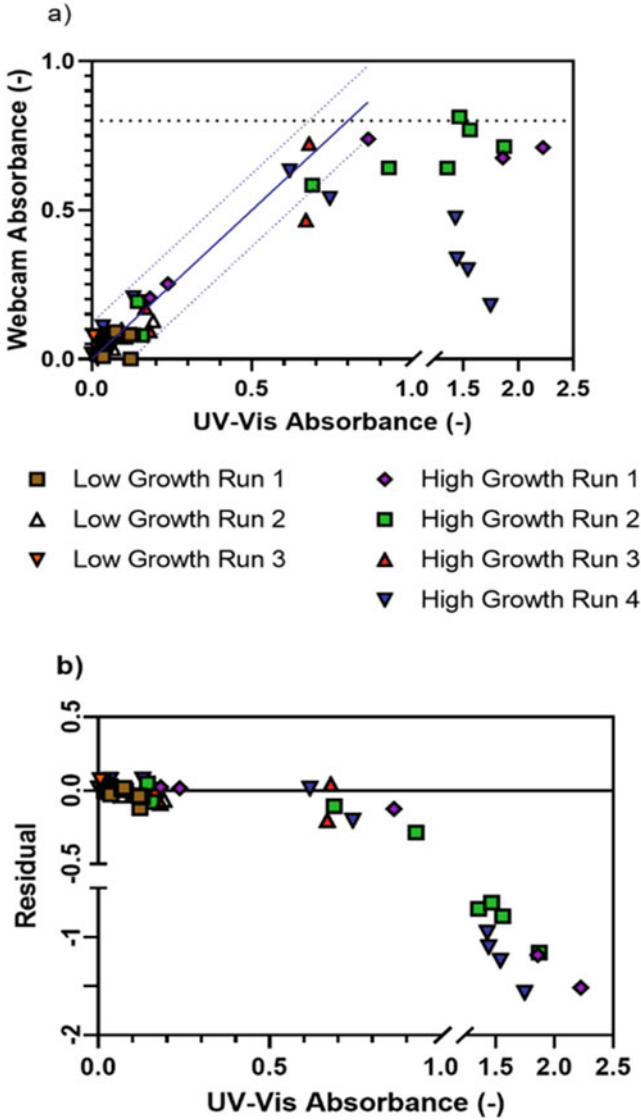 a)
Webcam Absorbance (-)
1.0
0.5
0.0
0.0 0.5 1.0 1.5 2.0 2.5
UV-Vis Absorbance (-)
Low Growth Run 1 High Growth Run 1
Low Growth Run 2 High Growth Run 2
Low Growth Run 3 High Growth Run 3
High Growth Run 4
b)
Residual
0.5
0.0
-0.5
-1
-2
0.0 0.5 1.0 1.5 2.0 2.5
UV-Vis Absorbance (-)